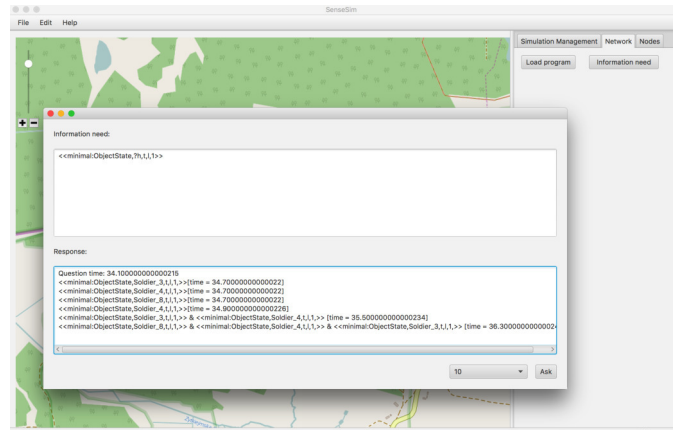 SenseSim
File Edit Help
Simulation Management Network Nodes
Load program Information need
Information need:
<<minimal:ObjectState,?h,t,l,1>>
Response:
Question time: 34.100000000000215
<<minimal:ObjectState,Soldier_3,t,l,1,>>[time = 34.70000000000022]
<<minimal:ObjectState,Soldier_4,t,l,1,>>[time = 34.70000000000022]
<<minimal:ObjectState,Soldier_8,t,l,1,>>[time = 34.70000000000022]
<<minimal:ObjectState,Soldier_4,t,l,1,>>[time = 34.900000000000226]
<<minimal:ObjectState,Soldier_3,t,l,1,>> & <<minimal:ObjectState,Soldier_4,t,l,1,>> [time = 35.500000000000234]
<<minimal:ObjectState,Soldier_8,t,l,1,>> & <<minimal:ObjectState,Soldier_4,t,l,1,>> & <<minimal:ObjectState,Soldier_3,t,l,1,>> [time = 36.30000000000024
10 Ask